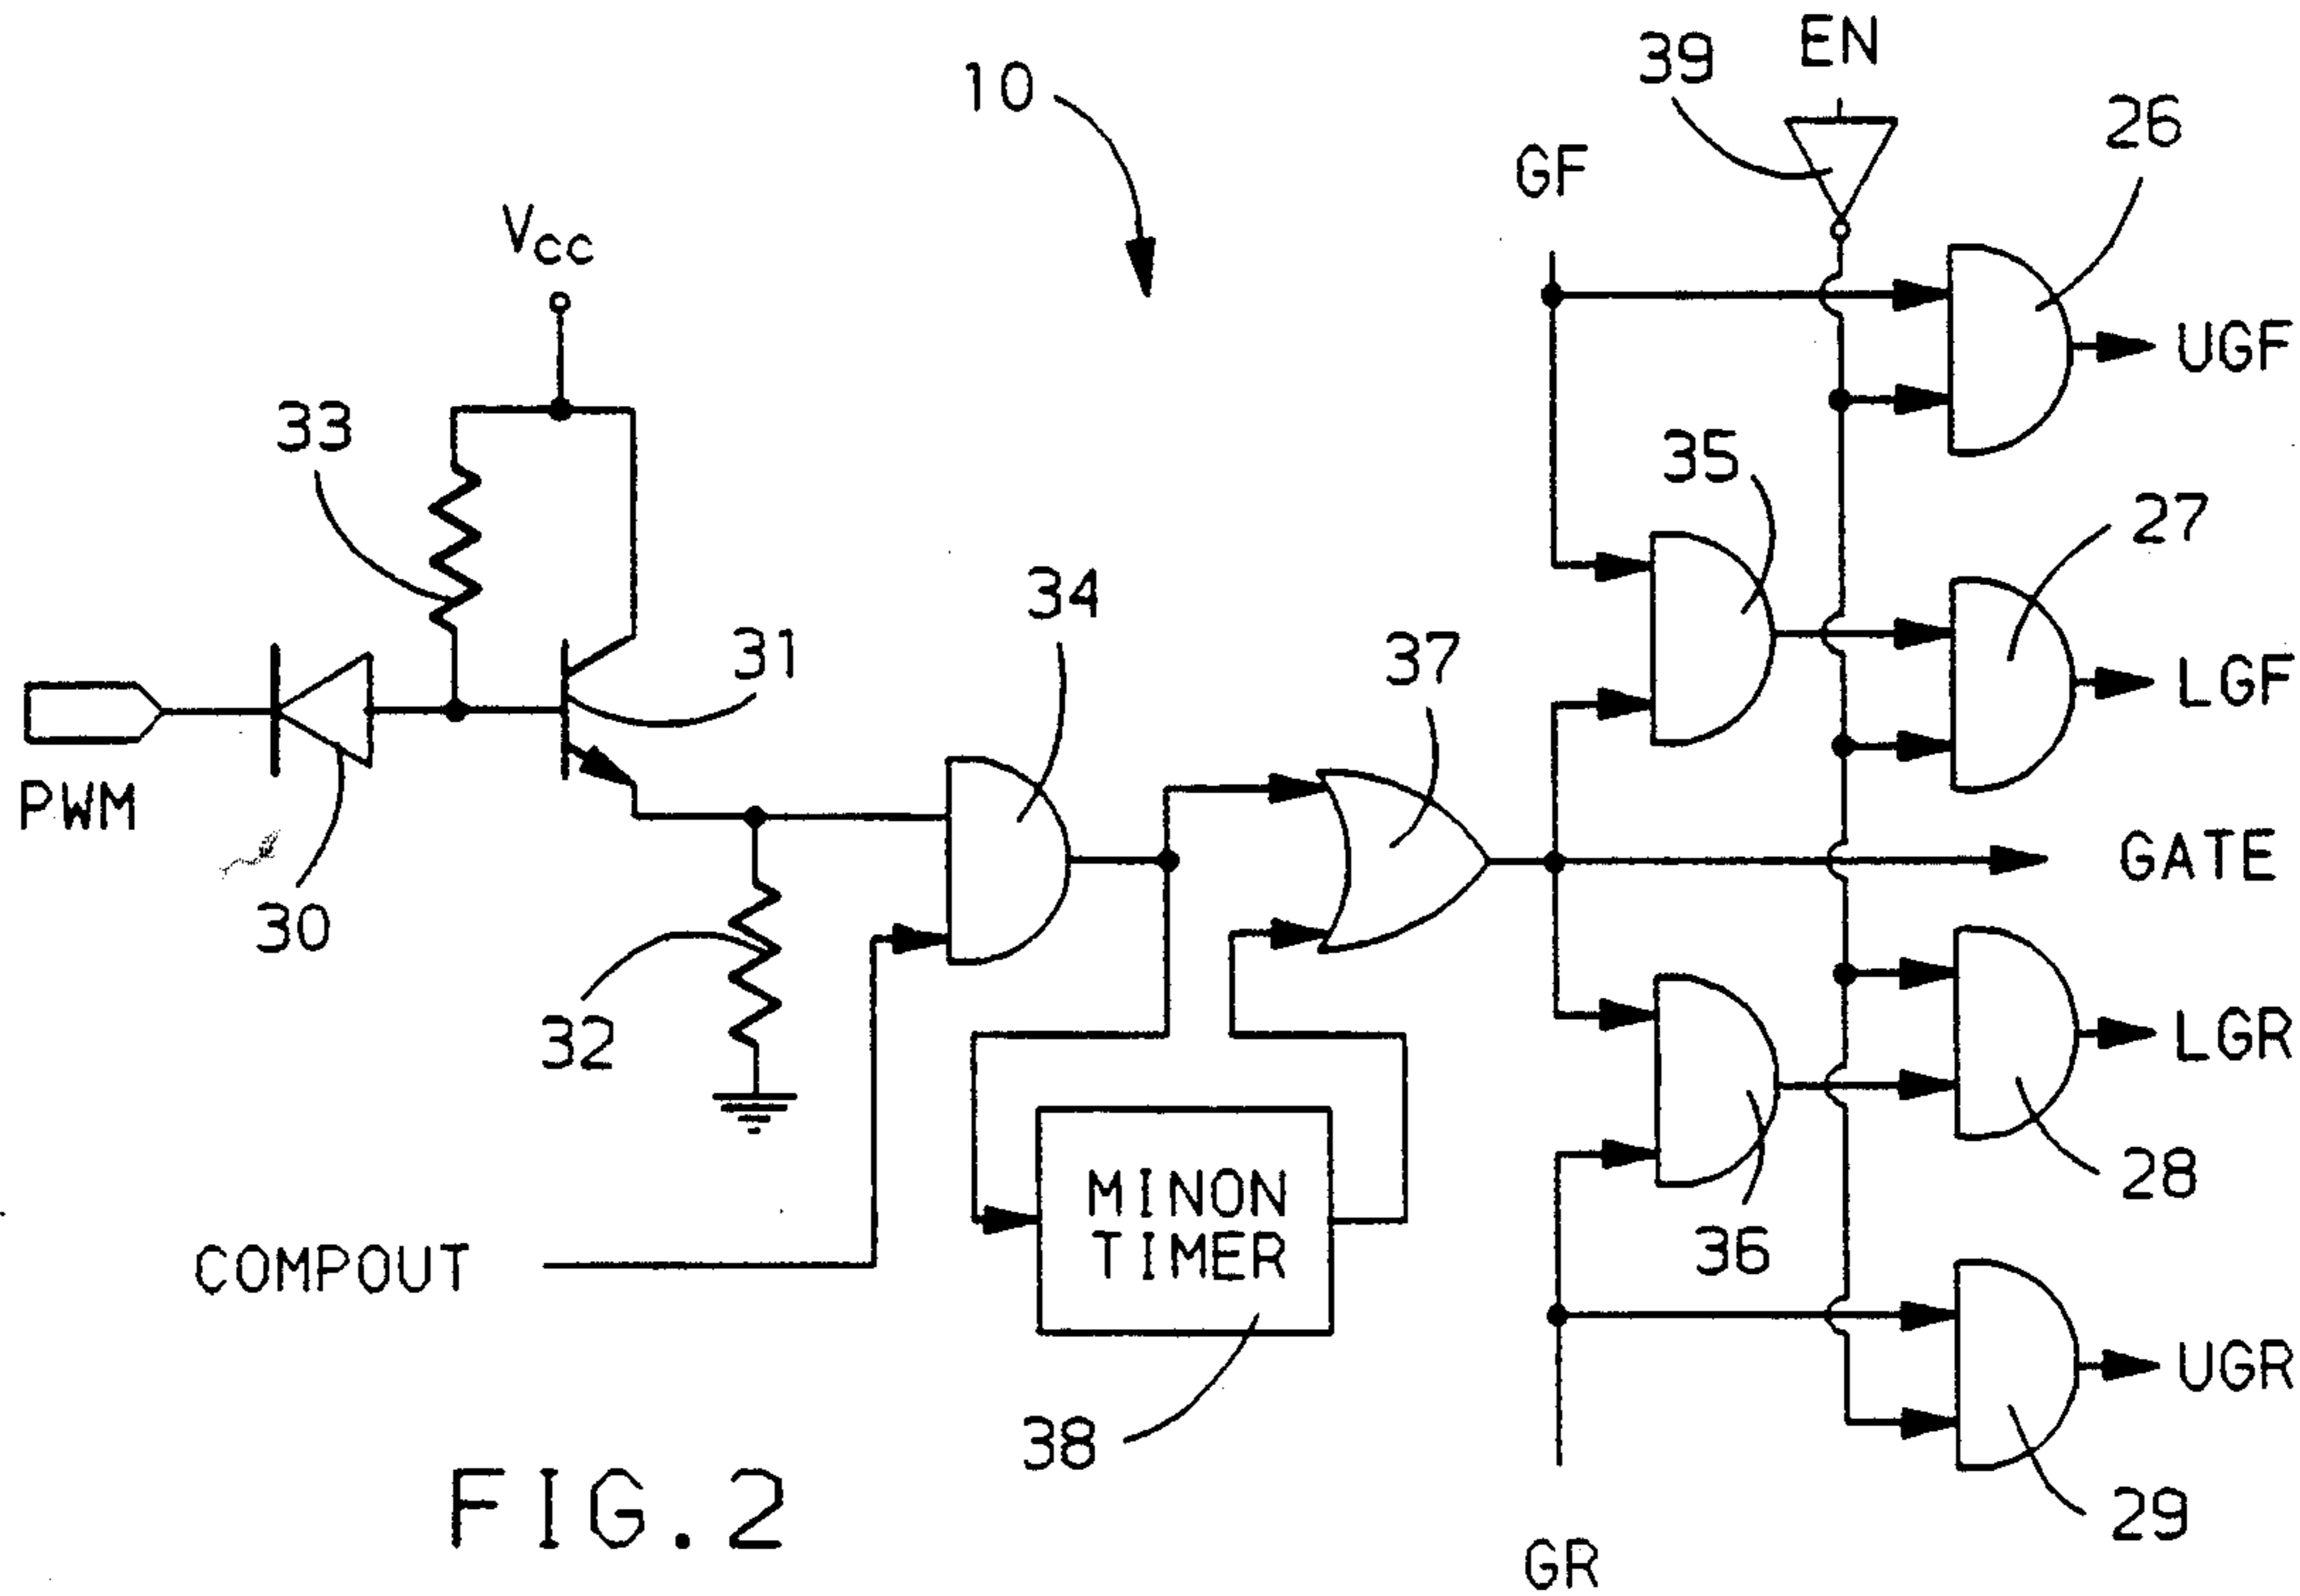 EN
39
10
26
GF
Vcc
UGF
33
35
27
34
31
37
LGF
PWM
GATE
30
32
LGR
MINON
TIMER
28
COMPOUT
36
UGR
38
29
FIG.2
GR